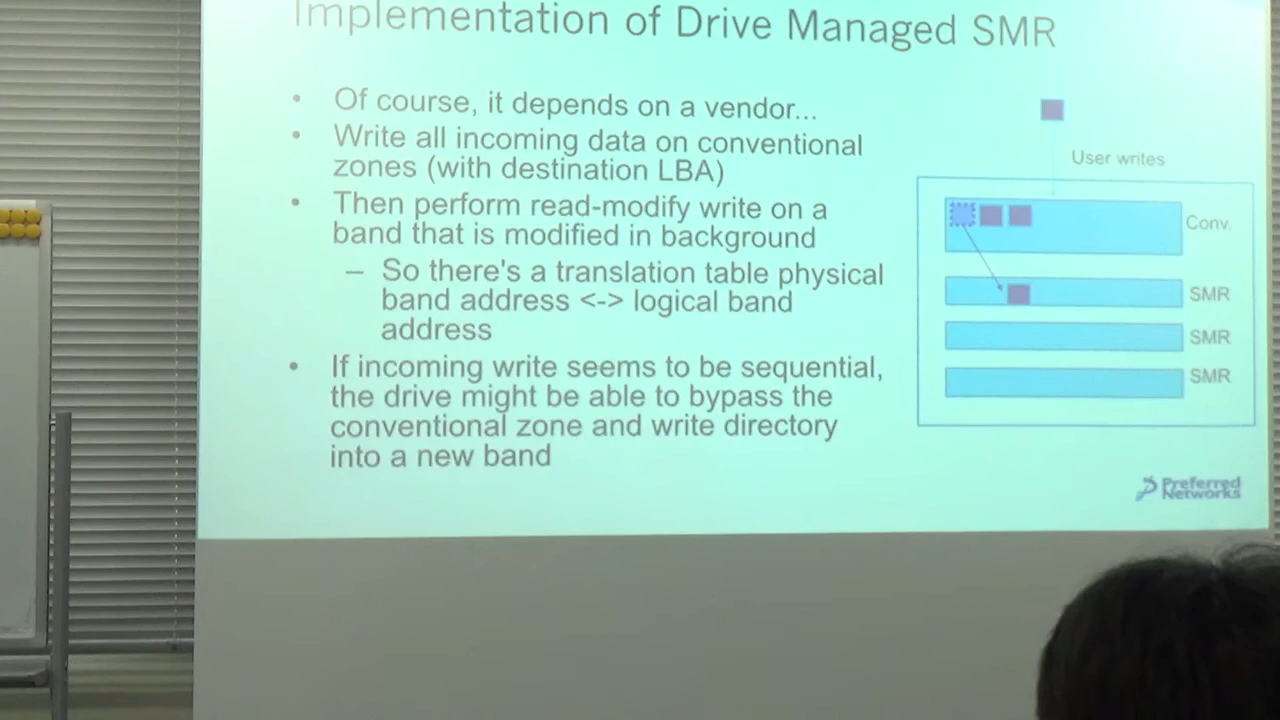 Implementation of Drive Managed SMR
• Of course, it depends on a vendor...
• Write all incoming data on conventional
zones (with destination LBA)
• Then perform read-modify write on a
band that is modified in background
– So there's a translation table physical
band address <-> logical band
address
• If incoming write seems to be sequential,
the drive might be able to bypass the
conventional zone and write directory
into a new band
User writes
Conv.
SMR
SMR
SMR
Preferred
Networks